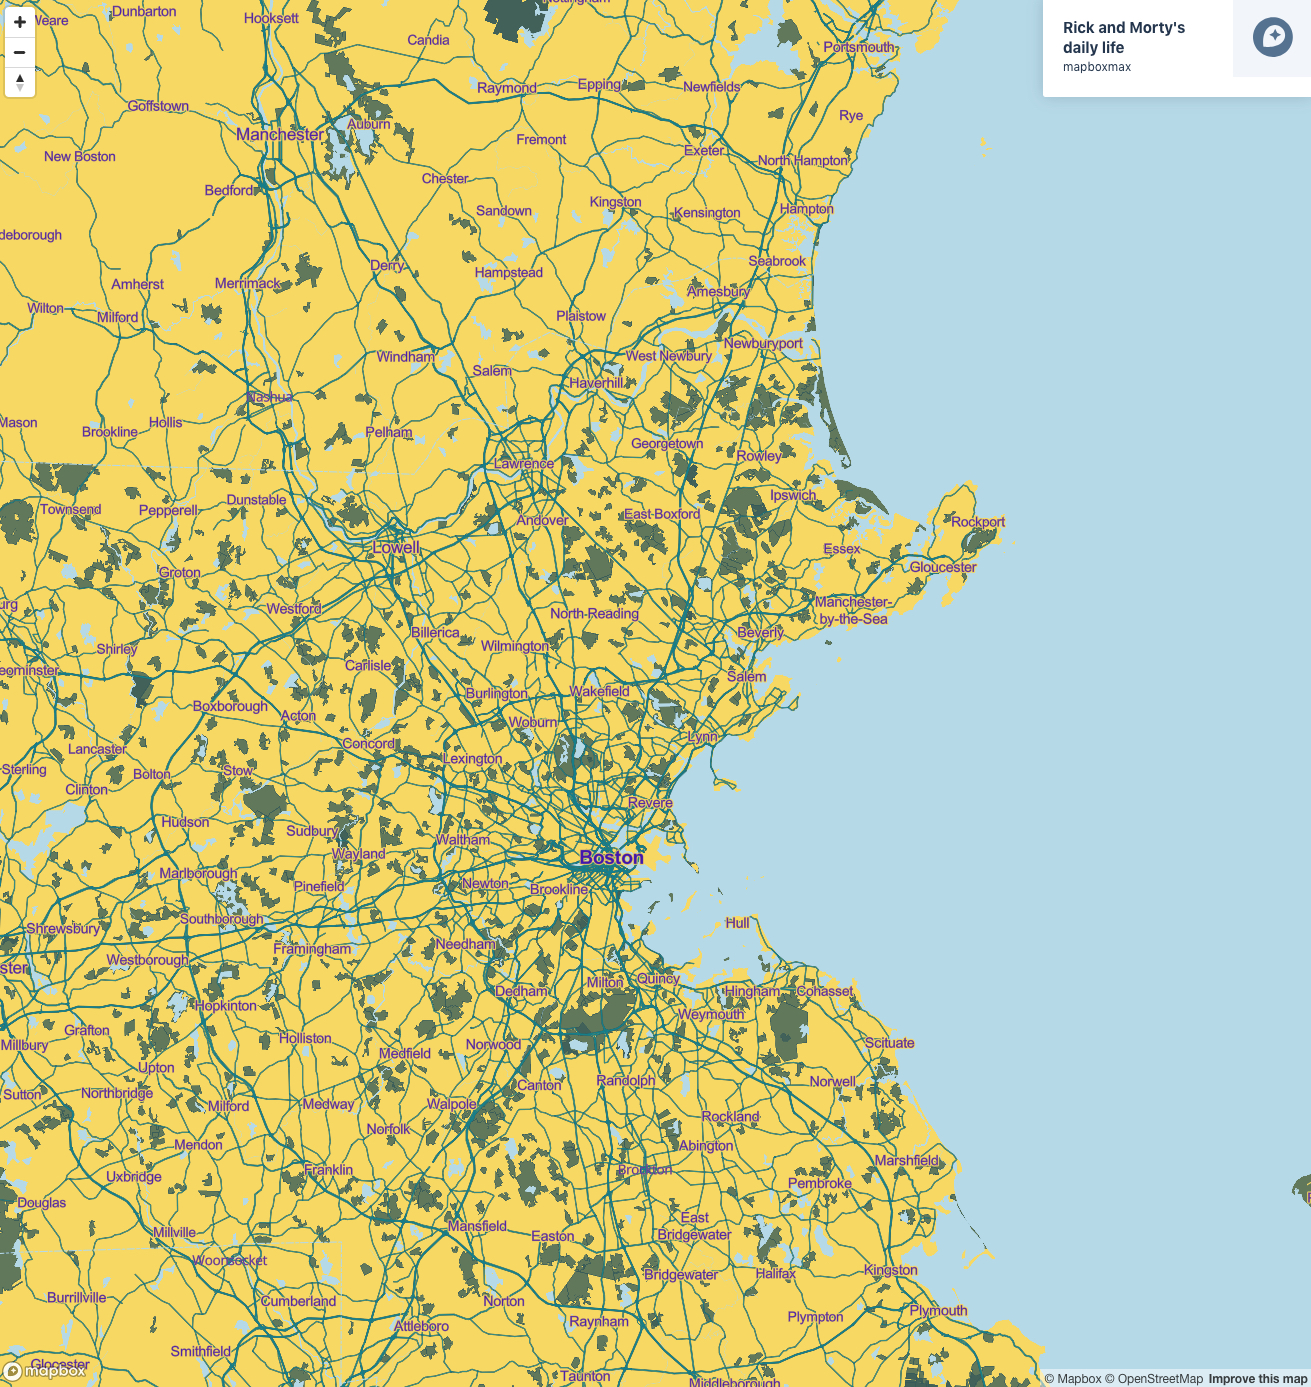 Nottingham
Dunbarton
Hooksett
Weare
Candia
Portsmouth
Rick and Morty's
daily life
mapboxmax
Raymond
Epping
Newfields
Goffstown
Rye
Manchester
Auburn
Fremont
Exeter
North Hampton
New Boston
Chester
Bedford
Kingston
Sandown
Kensington
Hampton
deborough
Derry
Seabrook
Hampstead
Amherst
Merrimack
Amesbury
Wilton
Milford
Plaistow
Newburyport
Windham
West Newbury
Salem
Haverhill
Nashua
Mason
Hollis
Brookline
Pelham
Georgetown
Rowley
Lawrence
Ipswich
Dunstable
Townsend
Pepperell
Andover
East Boxford
Rockport
Lowell
Essex
Gloucester
Groton
urg
Westford
North Reading
Manchester-
by-the-Sea
Billerica
Beverly
Wilmington
Shirley
Carlisle
eominster
Salem
Burlington
Wakefield
Boxborough
Acton
Woburn
Lynn
Concord
Lancaster
Lexington
Sterling
Bolton
Stow
Clinton
Revere
Hudson
Sudbury
Waltham
Wayland
Boston
Marlborough
Pinefield
Newton
Brookline
Southborough
Hull
Shrewsbury
Framingham
Needham
Westborough
ster
Milton
Quincy
Dedham
Hingham
Cohasset
Hopkinton
Weymouth
Grafton
Holliston
Millbury
Norwood
Scituate
Medfield
Upton
Canton
Randolph
Norwell
Sutton
Northbridge
Milford
Medway
Walpole
Rockland
Norfolk
Mendon
Abington
Franklin
Brockton
Marshfield
Uxbridge
Pembroke
Douglas
East
Bridgewater
Mansfield
Millville
Easton
Woonsocket
Bridgewater
Halifax
Kingston
Burrillville
Cumberland
Norton
Plymouth
Plympton
Raynham
Attleboro
Smithfield
Glocester
mapbox
Taunton
Middleborough
© Mapbox © OpenStreetMap Improve this map